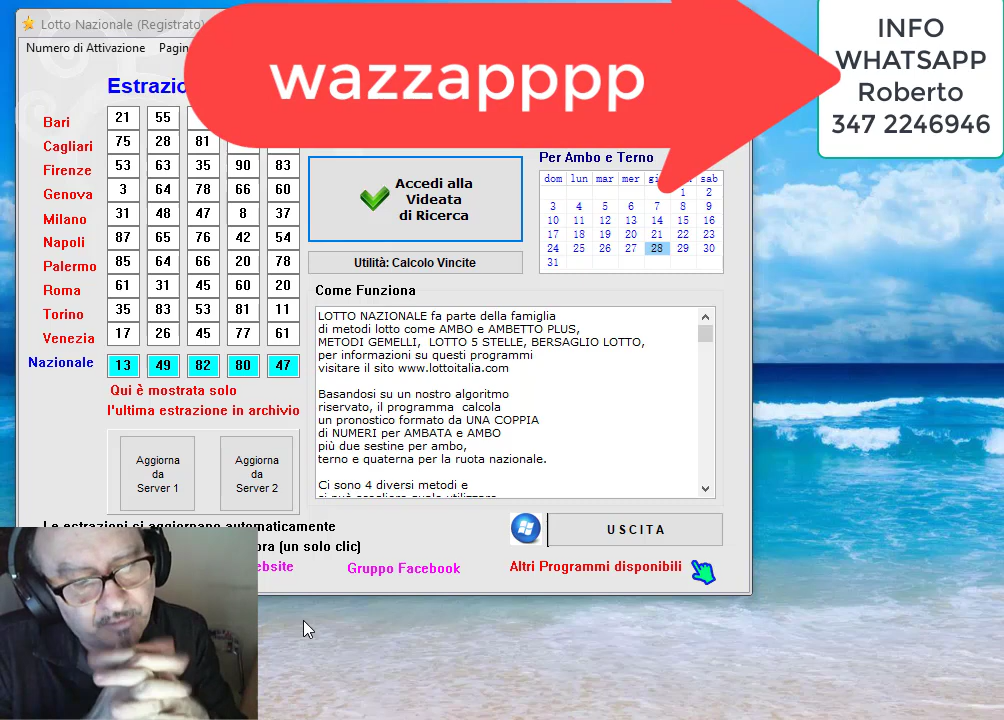 Lotto Nazionale (Registrato)
Numero di Attivazione Pagin
wazzapppp
INFO
WHATSAPP
Roberto
347 2246946
Estrazio
Bari 21 55
Cagliari 75 28 81
Firenze 53 63 35 90 83
Genova 3 64 78 66 60
Milano 31 48 47 8 37
Napoli 87 65 76 42 54
Palermo 85 64 66 20 78
Roma 61 31 45 60 20
Torino 35 83 53 81 11
Venezia 17 26 45 77 61
Nazionale 13 49 82 80 47
Qui è mostrata solo
l'ultima estrazione in archivio
Aggiorna
da
Server 1
Aggiorna
da
Server 2
Le estrazioni si aggiornano automaticamente
ora (un solo clic)
ebsite
Gruppo Facebook
Accedi alla
Videata
di Ricerca
Utilità: Calcolo Vincite
Per Ambo e Terno
dom lun mar mer gi sab
1 2
3 4 5 6 7 8 9
10 11 12 13 14 15 16
17 18 19 20 21 22 23
24 25 26 27 28 29 30
31
Come Funziona
LOTTO NAZIONALE fa parte della famiglia
di metodi lotto come AMBO e AMBETTO PLUS,
METODI GEMELLI, LOTTO 5 STELLE, BERSAGLIO LOTTO,
per informazioni su questi programmi
visitare il sito www.lottoitalia.com
Basandosi su un nostro algoritmo
riservato, il programma calcola
un pronostico formato da UNA COPPIA
di NUMERI per AMBATA e AMBO
più due sestine per ambo,
terno e quaterna per la ruota nazionale.
Ci sono 4 diversi metodi e
si può scegliere quale utilizzare
USCITA
Altri Programmi disponibili